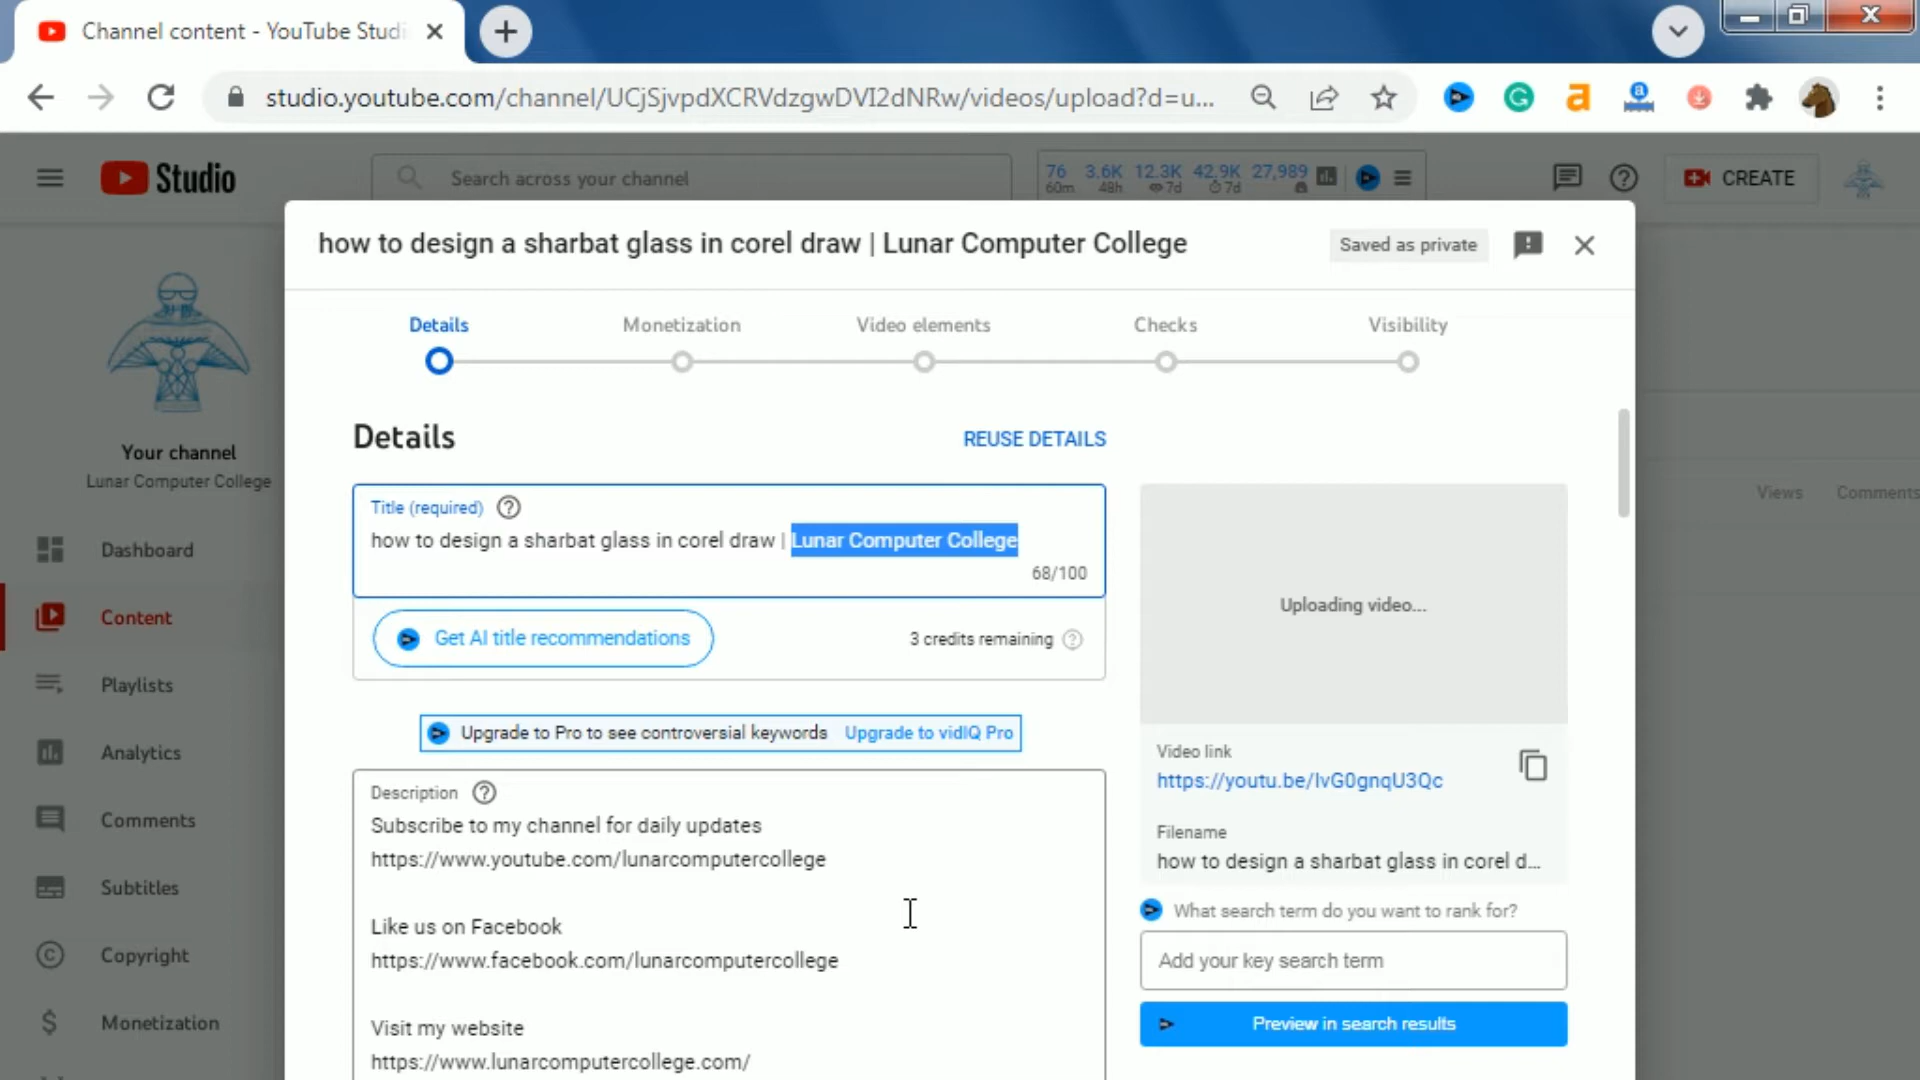 Channel content - YouTube Studi
studio.youtube.com/channel/UCjSjvpdXCRVdzgwDVI2dNRw/videos/upload?d=u...
Studio
Search across your channel
76 3.6K 12.3K 42.9K 27,989
60m 48h 7d 7d
CREATE
how to design a sharbat glass in corel draw | Lunar Computer College
Saved as private
Details Monetization Video elements Checks Visibility
Your channel
Lunar Computer College
Dashboard
Content
Playlists
Analytics
Comments
Subtitles
Copyright
Monetization
Details
REUSE DETAILS
Title (required)
how to design a sharbat glass in corel draw | Lunar Computer College
68/100
Get AI title recommendations
3 credits remaining
Upgrade to Pro to see controversial keywords Upgrade to vidIQ Pro
Description
Subscribe to my channel for daily updates
https://www.youtube.com/lunarcomputercollege
Like us on Facebook
https://www.facebook.com/lunarcomputercollege
Visit my website
https://www.lunarcomputercollege.com/
Uploading video...
Video link
https://youtu.be/IvG0gnqU3Qc
Filename
how to design a sharbat glass in corel d...
What search term do you want to rank for?
Add your key search term
Preview in search results
Views Comments